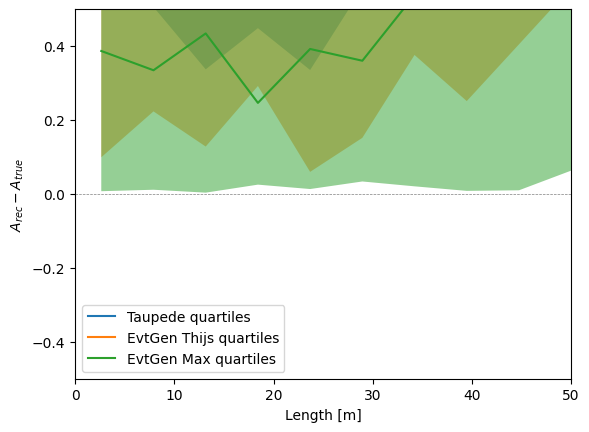 0.4
0.2
0.0
−0.2
−0.4
A_rec − A_true
Taupede quartiles
EvtGen Thijs quartiles
EvtGen Max quartiles
0 10 20 30 40 50
Length [m]